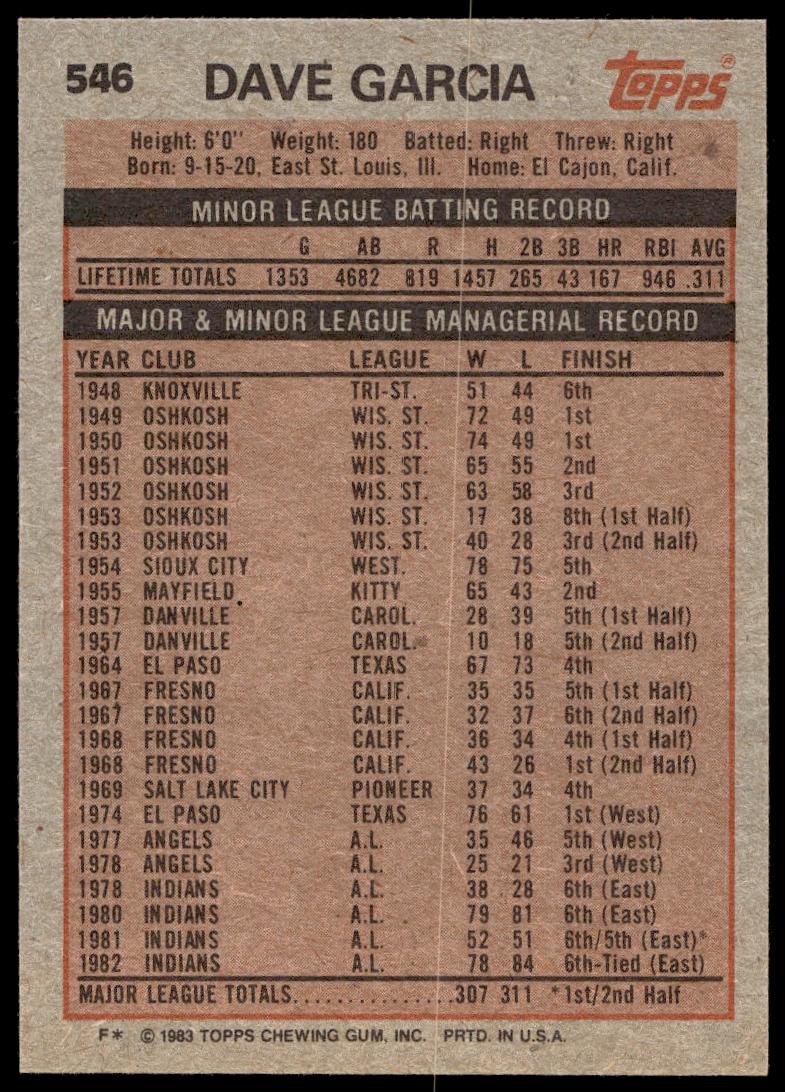 546 DAVE GARCIA Topps®
Height: 6'0" Weight: 180 Batted: Right Threw: Right
Born: 9-15-20, East St. Louis, Ill. Home: El Cajon, Calif.
MINOR LEAGUE BATTING RECORD
G AB R H 2B 3B HR RBI AVG
LIFETIME TOTALS 1353 4682 819 1457 265 43 167 946 .311
MAJOR & MINOR LEAGUE MANAGERIAL RECORD
YEAR CLUB LEAGUE W L FINISH
1948 KNOXVILLE TRI-ST. 51 44 6th
1949 OSHKOSH WIS. ST. 72 49 1st
1950 OSHKOSH WIS. ST. 74 49 1st
1951 OSHKOSH WIS. ST. 65 55 2nd
1952 OSHKOSH WIS. ST. 63 58 3rd
1953 OSHKOSH WIS. ST. 17 38 8th (1st Half)
1953 OSHKOSH WIS. ST. 40 28 3rd (2nd Half)
1954 SIOUX CITY WEST. 78 75 5th
1955 MAYFIELD KITTY 65 43 2nd
1957 DANVILLE CAROL. 28 39 5th (1st Half)
1957 DANVILLE CAROL. 10 18 5th (2nd Half)
1964 EL PASO TEXAS 67 73 4th
1967 FRESNO CALIF. 35 35 5th (1st Half)
1967 FRESNO CALIF. 32 37 6th (2nd Half)
1968 FRESNO CALIF. 36 34 4th (1st Half)
1968 FRESNO CALIF. 43 26 1st (2nd Half)
1969 SALT LAKE CITY PIONEER 37 34 4th
1974 EL PASO TEXAS 76 61 1st (West)
1977 ANGELS A.L. 35 46 5th (West)
1978 ANGELS A.L. 25 21 3rd (West)
1978 INDIANS A.L. 38 28 6th (East)
1980 INDIANS A.L. 79 81 6th (East)
1981 INDIANS A.L. 52 51 6th/5th (East)*
1982 INDIANS A.L. 78 84 6th-Tied (East)
MAJOR LEAGUE TOTALS...............307 311 *1st/2nd Half
F* © 1983 TOPPS CHEWING GUM, INC. PRTD. IN U.S.A.